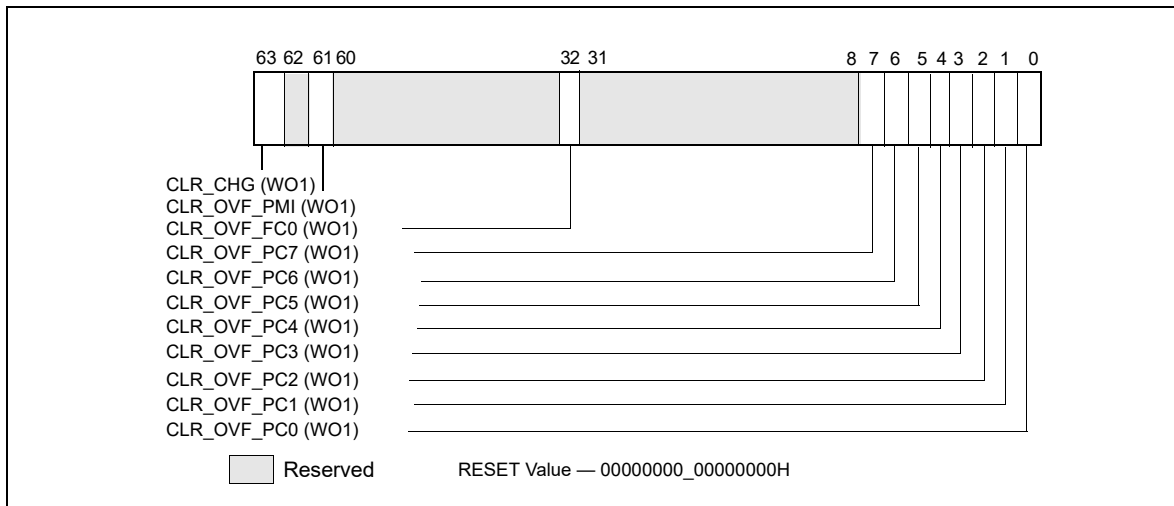 63 62 61 60 32 31 8 7 6 5 4 3 2 1 0
CLR_CHG (WO1)
CLR_OVF_PMI (WO1)
CLR_OVF_FC0 (WO1)
CLR_OVF_PC7 (WO1)
CLR_OVF_PC6 (WO1)
CLR_OVF_PC5 (WO1)
CLR_OVF_PC4 (WO1)
CLR_OVF_PC3 (WO1)
CLR_OVF_PC2 (WO1)
CLR_OVF_PC1 (WO1)
CLR_OVF_PC0 (WO1)
Reserved RESET Value — 00000000_00000000H